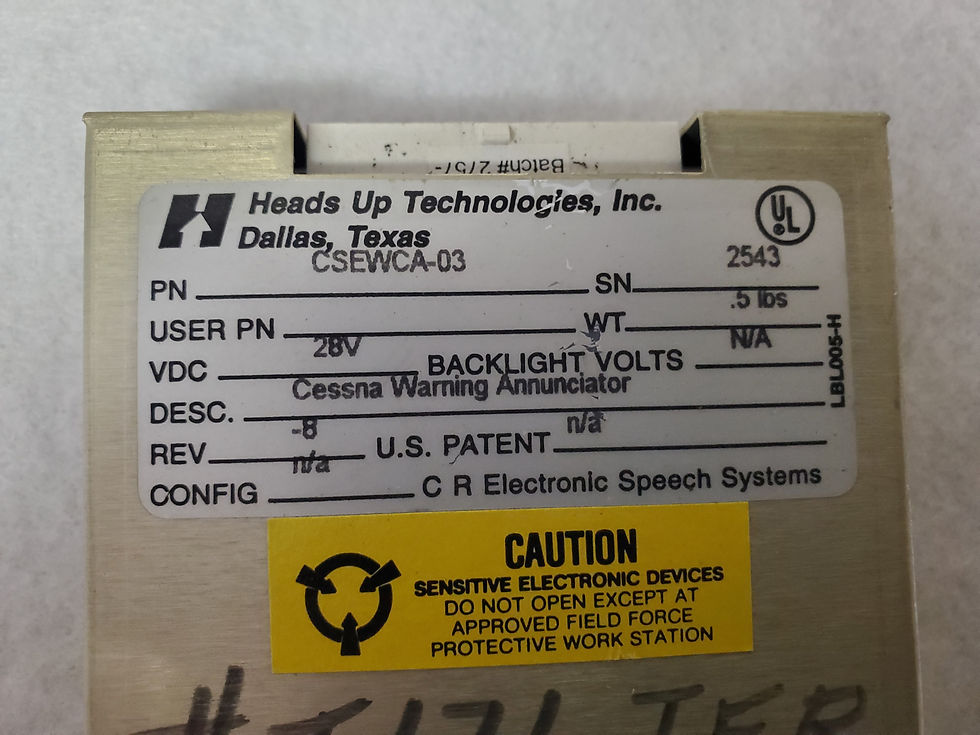 Batch# 2757-
Heads Up Technologies, Inc.
Dallas, Texas
UL
PN CSEWCA-03 SN 2543
USER PN WT .5 lbs
VDC 28V BACKLIGHT VOLTS N/A
DESC. Cessna Warning Annunciator
REV -8 U.S. PATENT n/a
CONFIG n/a C R Electronic Speech Systems
LBL005-H
CAUTION
SENSITIVE ELECTRONIC DEVICES
DO NOT OPEN EXCEPT AT
APPROVED FIELD FORCE
PROTECTIVE WORK STATION